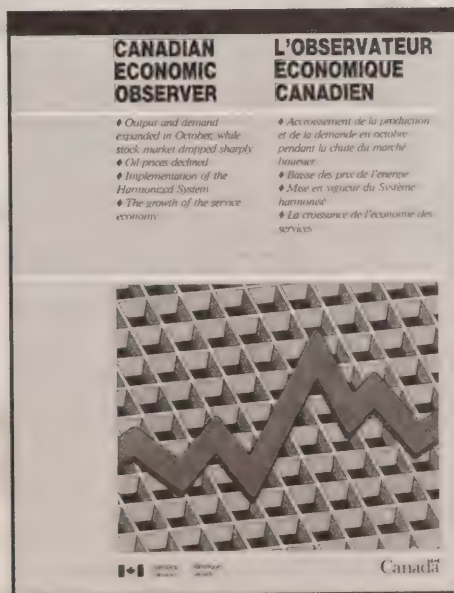 CANADIAN
ECONOMIC
OBSERVER
♦ Output and demand
expanded in October, while
stock market dropped sharply
♦ Oil prices declined
♦ Implementation of the
Harmonized System
♦ The growth of the service
economy
L'OBSERVATEUR
ÉCONOMIQUE
CANADIEN
♦ Accroissement de la production
et de la demande en octobre
pendant la chute du marché
boursier
♦ Baisse des prix de l'énergie
♦ Mise en vigueur du Système
harmonisé
♦ La croissance de l'économie des
services
Canada